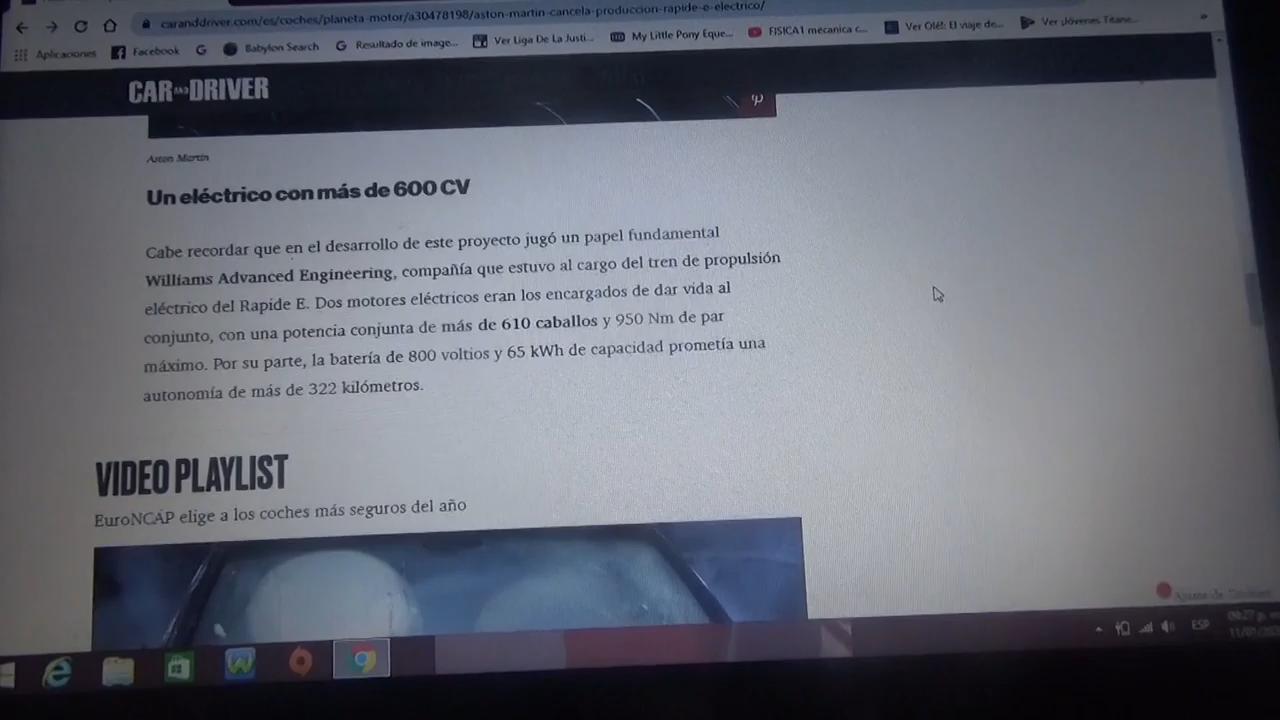 caranddriver.com/es/coches/planeta-motor/a30478198/aston-martin-cancela-produccion-rapide-e-electrico/
Aplicaciones Facebook Babylon Search Resultado de image... Ver Liga De La Justi... My Little Pony Eque... FISICA1 mecanica c... Ver Olé!: El viaje de... Ver Jóvenes Titane...
CAR AND DRIVER
Aston Martin
Un eléctrico con más de 600 CV
Cabe recordar que en el desarrollo de este proyecto jugó un papel fundamental
Williams Advanced Engineering, compañía que estuvo al cargo del tren de propulsión
eléctrico del Rapide E. Dos motores eléctricos eran los encargados de dar vida al
conjunto, con una potencia conjunta de más de 610 caballos y 950 Nm de par
máximo. Por su parte, la batería de 800 voltios y 65 kWh de capacidad prometía una
autonomía de más de 322 kilómetros.
VIDEO PLAYLIST
EuroNCAP elige a los coches más seguros del año
ESP